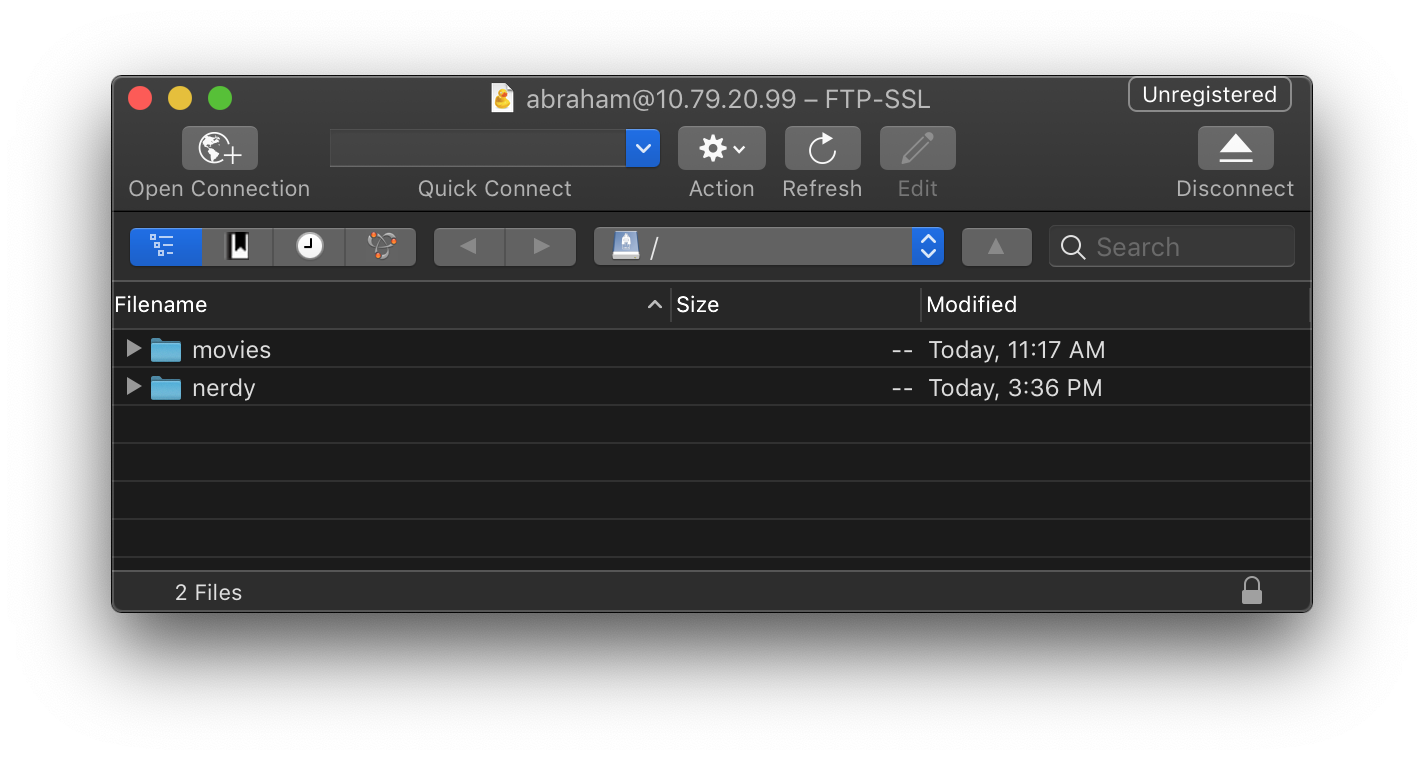 abraham@10.79.20.99 – FTP-SSL
Unregistered
Open Connection
Quick Connect
Action
Refresh
Edit
Disconnect
/
Search
Filename
Size
Modified
movies -- Today, 11:17 AM
nerdy -- Today, 3:36 PM
2 Files